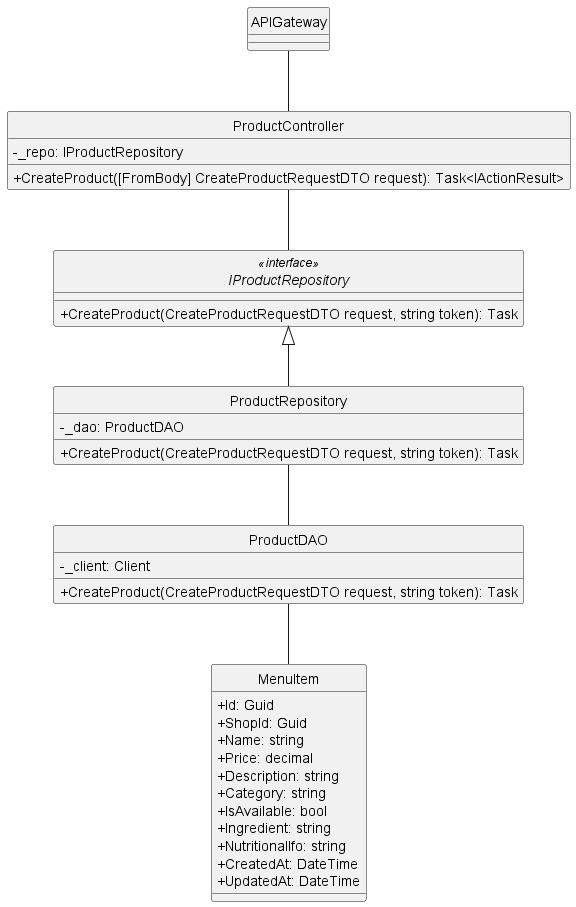 APIGateway
ProductController
-_repo: IProductRepository
+CreateProduct([FromBody] CreateProductRequestDTO request): Task<IActionResult>
«interface»
IProductRepository
+CreateProduct(CreateProductRequestDTO request, string token): Task
ProductRepository
-_dao: ProductDAO
+CreateProduct(CreateProductRequestDTO request, string token): Task
ProductDAO
-_client: Client
+CreateProduct(CreateProductRequestDTO request, string token): Task
MenuItem
+Id: Guid
+ShopId: Guid
+Name: string
+Price: decimal
+Description: string
+Category: string
+IsAvailable: bool
+Ingredient: string
+NutritionalIfo: string
+CreatedAt: DateTime
+UpdatedAt: DateTime